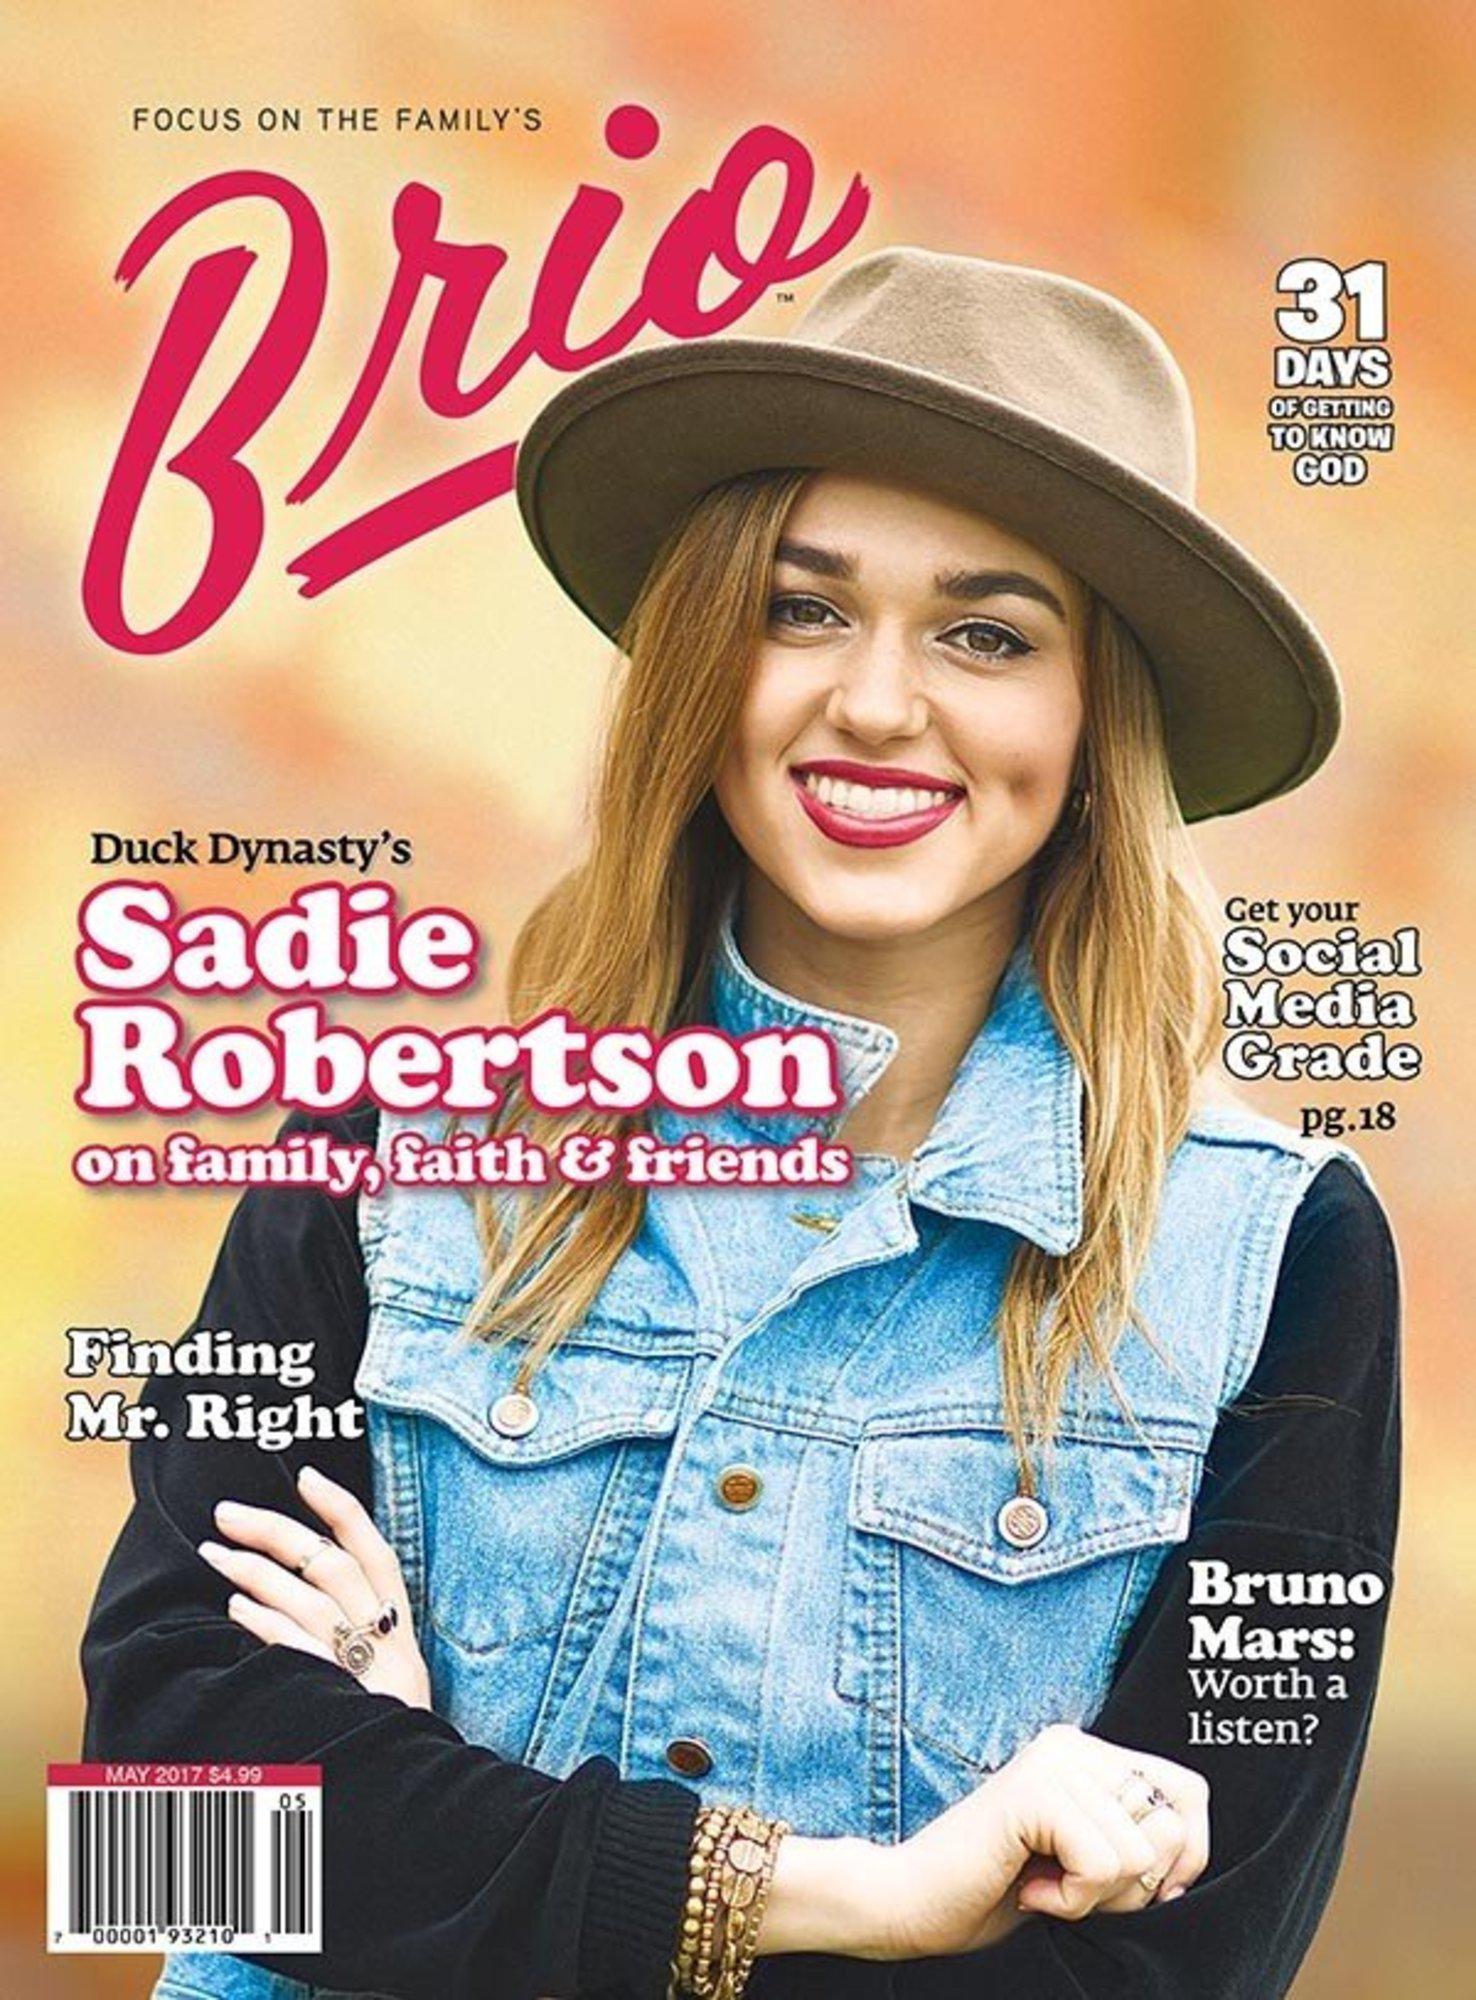 FOCUS ON THE FAMILY'S
Brio
TM
31
DAYS
OF GETTING
TO KNOW
GOD
Duck Dynasty's
Sadie
Robertson
on family, faith & friends
Get your
Social
Media
Grade
pg.18
Finding
Mr. Right
Bruno
Mars:
Worth a
listen?
MAY 2017 $4.99
05
7 00001 93210 1